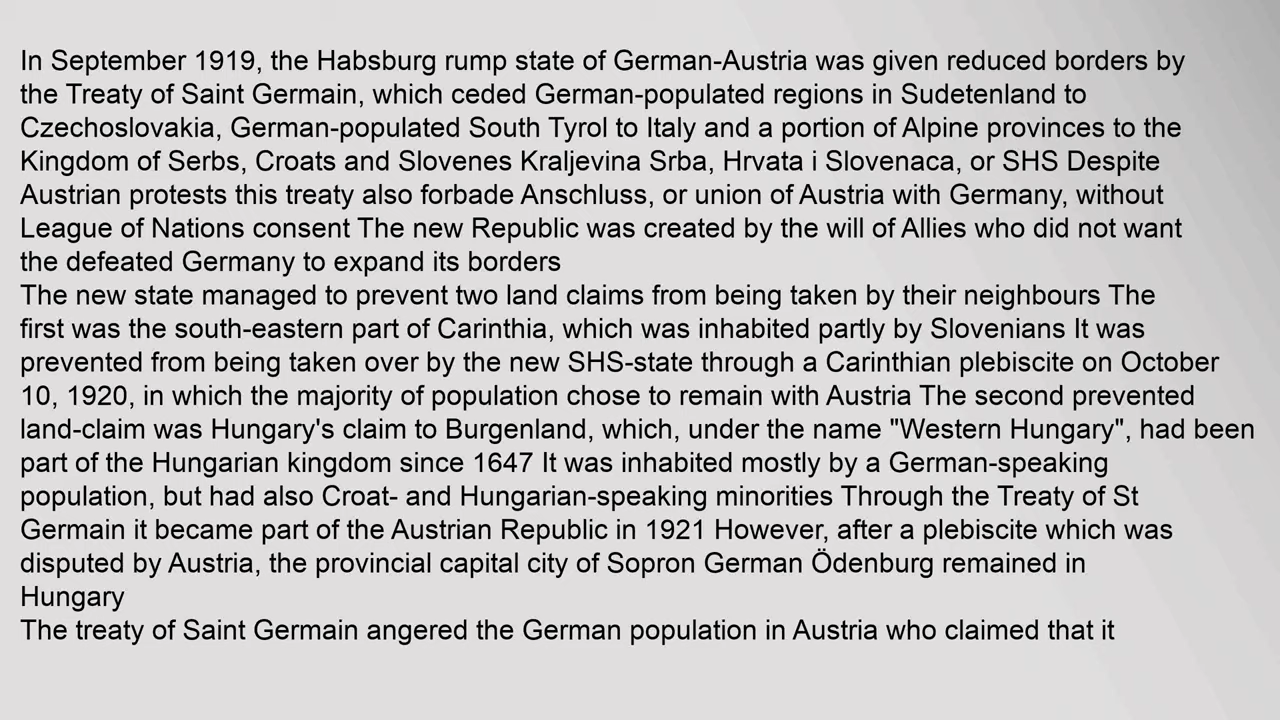 In September 1919, the Habsburg rump state of German-Austria was given reduced borders by
the Treaty of Saint Germain, which ceded German-populated regions in Sudetenland to
Czechoslovakia, German-populated South Tyrol to Italy and a portion of Alpine provinces to the
Kingdom of Serbs, Croats and Slovenes Kraljevina Srba, Hrvata i Slovenaca, or SHS Despite
Austrian protests this treaty also forbade Anschluss, or union of Austria with Germany, without
League of Nations consent The new Republic was created by the will of Allies who did not want
the defeated Germany to expand its borders
The new state managed to prevent two land claims from being taken by their neighbours The
first was the south-eastern part of Carinthia, which was inhabited partly by Slovenians It was
prevented from being taken over by the new SHS-state through a Carinthian plebiscite on October
10, 1920, in which the majority of population chose to remain with Austria The second prevented
land-claim was Hungary's claim to Burgenland, which, under the name "Western Hungary", had been
part of the Hungarian kingdom since 1647 It was inhabited mostly by a German-speaking
population, but had also Croat- and Hungarian-speaking minorities Through the Treaty of St
Germain it became part of the Austrian Republic in 1921 However, after a plebiscite which was
disputed by Austria, the provincial capital city of Sopron German Ödenburg remained in
Hungary
The treaty of Saint Germain angered the German population in Austria who claimed that it